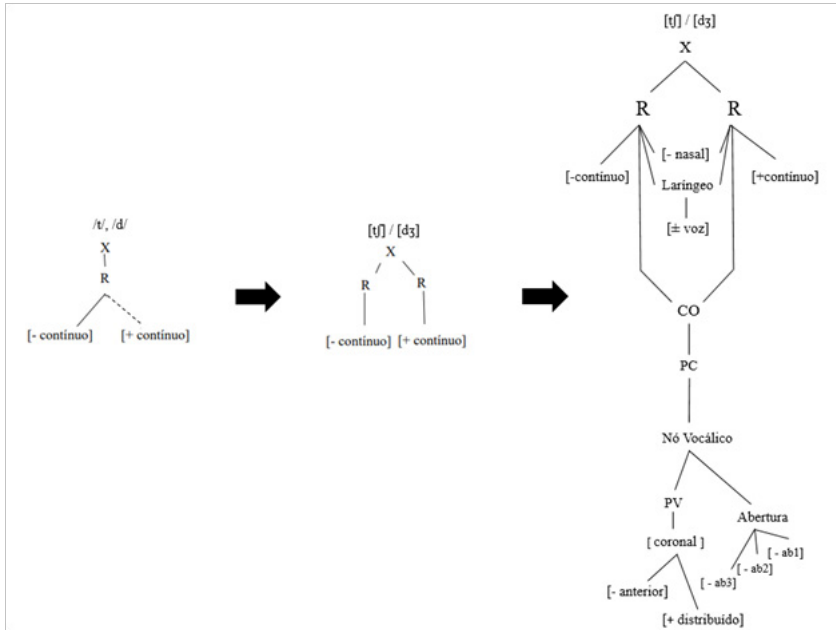 /t/, /d/
X
R
[- contínuo] [+ contínuo]
[tʃ] / [dʒ]
X
R R
[- contínuo] [+ contínuo]
[tʃ] / [dʒ]
X
R R
[- nasal]
[-contínuo] [+contínuo]
Laríngeo
[± voz]
CO
PC
Nó Vocálico
PV
Abertura
[ coronal ]
[- ab3] [- ab2] [- ab1]
[- anterior]
[+ distribuído]